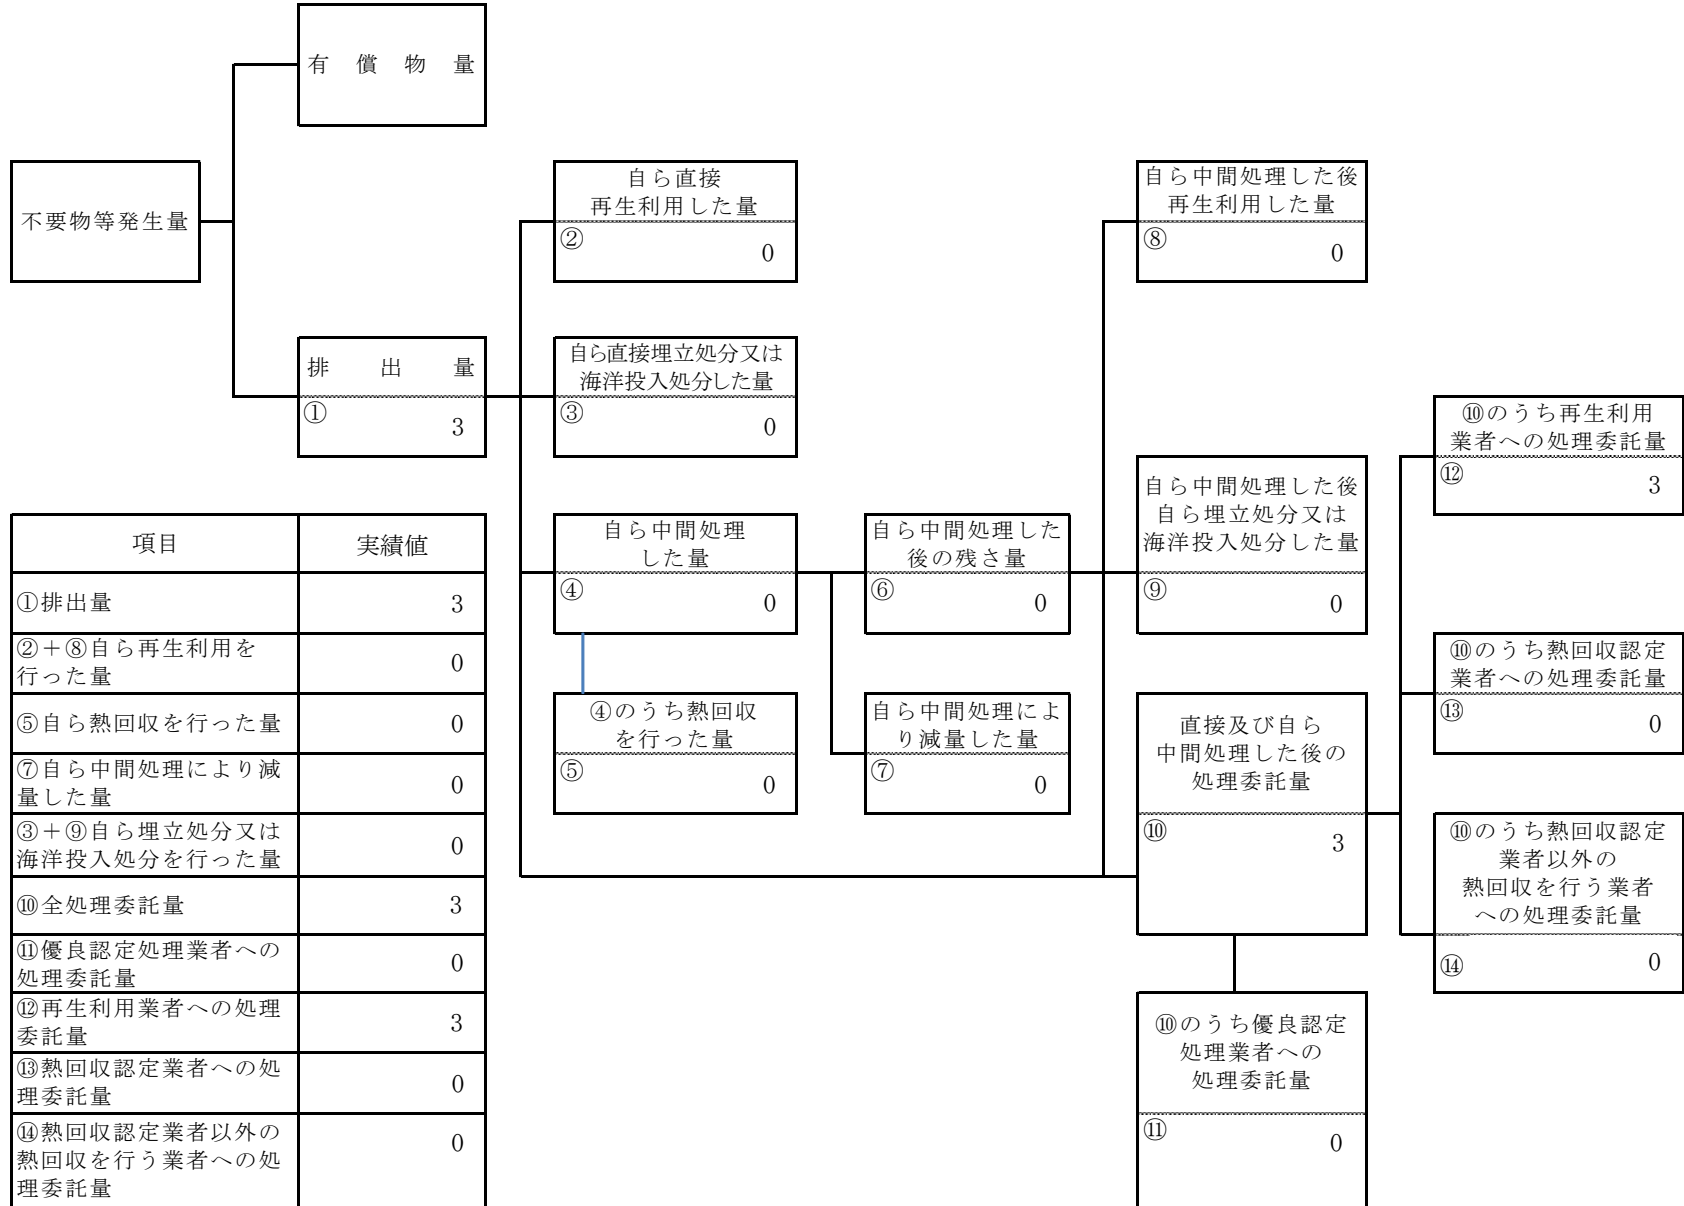 有償物量
不要物等発生量
自ら直接
再生利用した量
②
0
自ら中間処理した後
再生利用した量
⑧
0
排出量
①
3
自ら直接埋立処分又は
海洋投入処分した量
③
0
⑩のうち再生利用
業者への処理委託量
⑫
3
自ら中間処理
した量
④
0
自ら中間処理した
後の残さ量
⑥
0
自ら中間処理した後
自ら埋立処分又は
海洋投入処分した量
⑨
0
⑩のうち熱回収認定
業者への処理委託量
⑬
0
④のうち熱回収
を行った量
⑤
0
自ら中間処理によ
り減量した量
⑦
0
直接及び自ら
中間処理した後の
処理委託量
⑩
3
⑩のうち熱回収認定
業者以外の
熱回収を行う業者
への処理委託量
⑭
0
⑩のうち優良認定
処理業者への
処理委託量
⑪
0
項目 実績値
①排出量 3
②+⑧自ら再生利用を
行った量 0
⑤自ら熱回収を行った量 0
⑦自ら中間処理により減
量した量 0
③+⑨自ら埋立処分又は
海洋投入処分を行った量 0
⑩全処理委託量 3
⑪優良認定処理業者への
処理委託量 0
⑫再生利用業者への処理
委託量 3
⑬熱回収認定業者への処
理委託量 0
⑭熱回収認定業者以外の
熱回収を行う業者への処
理委託量 0